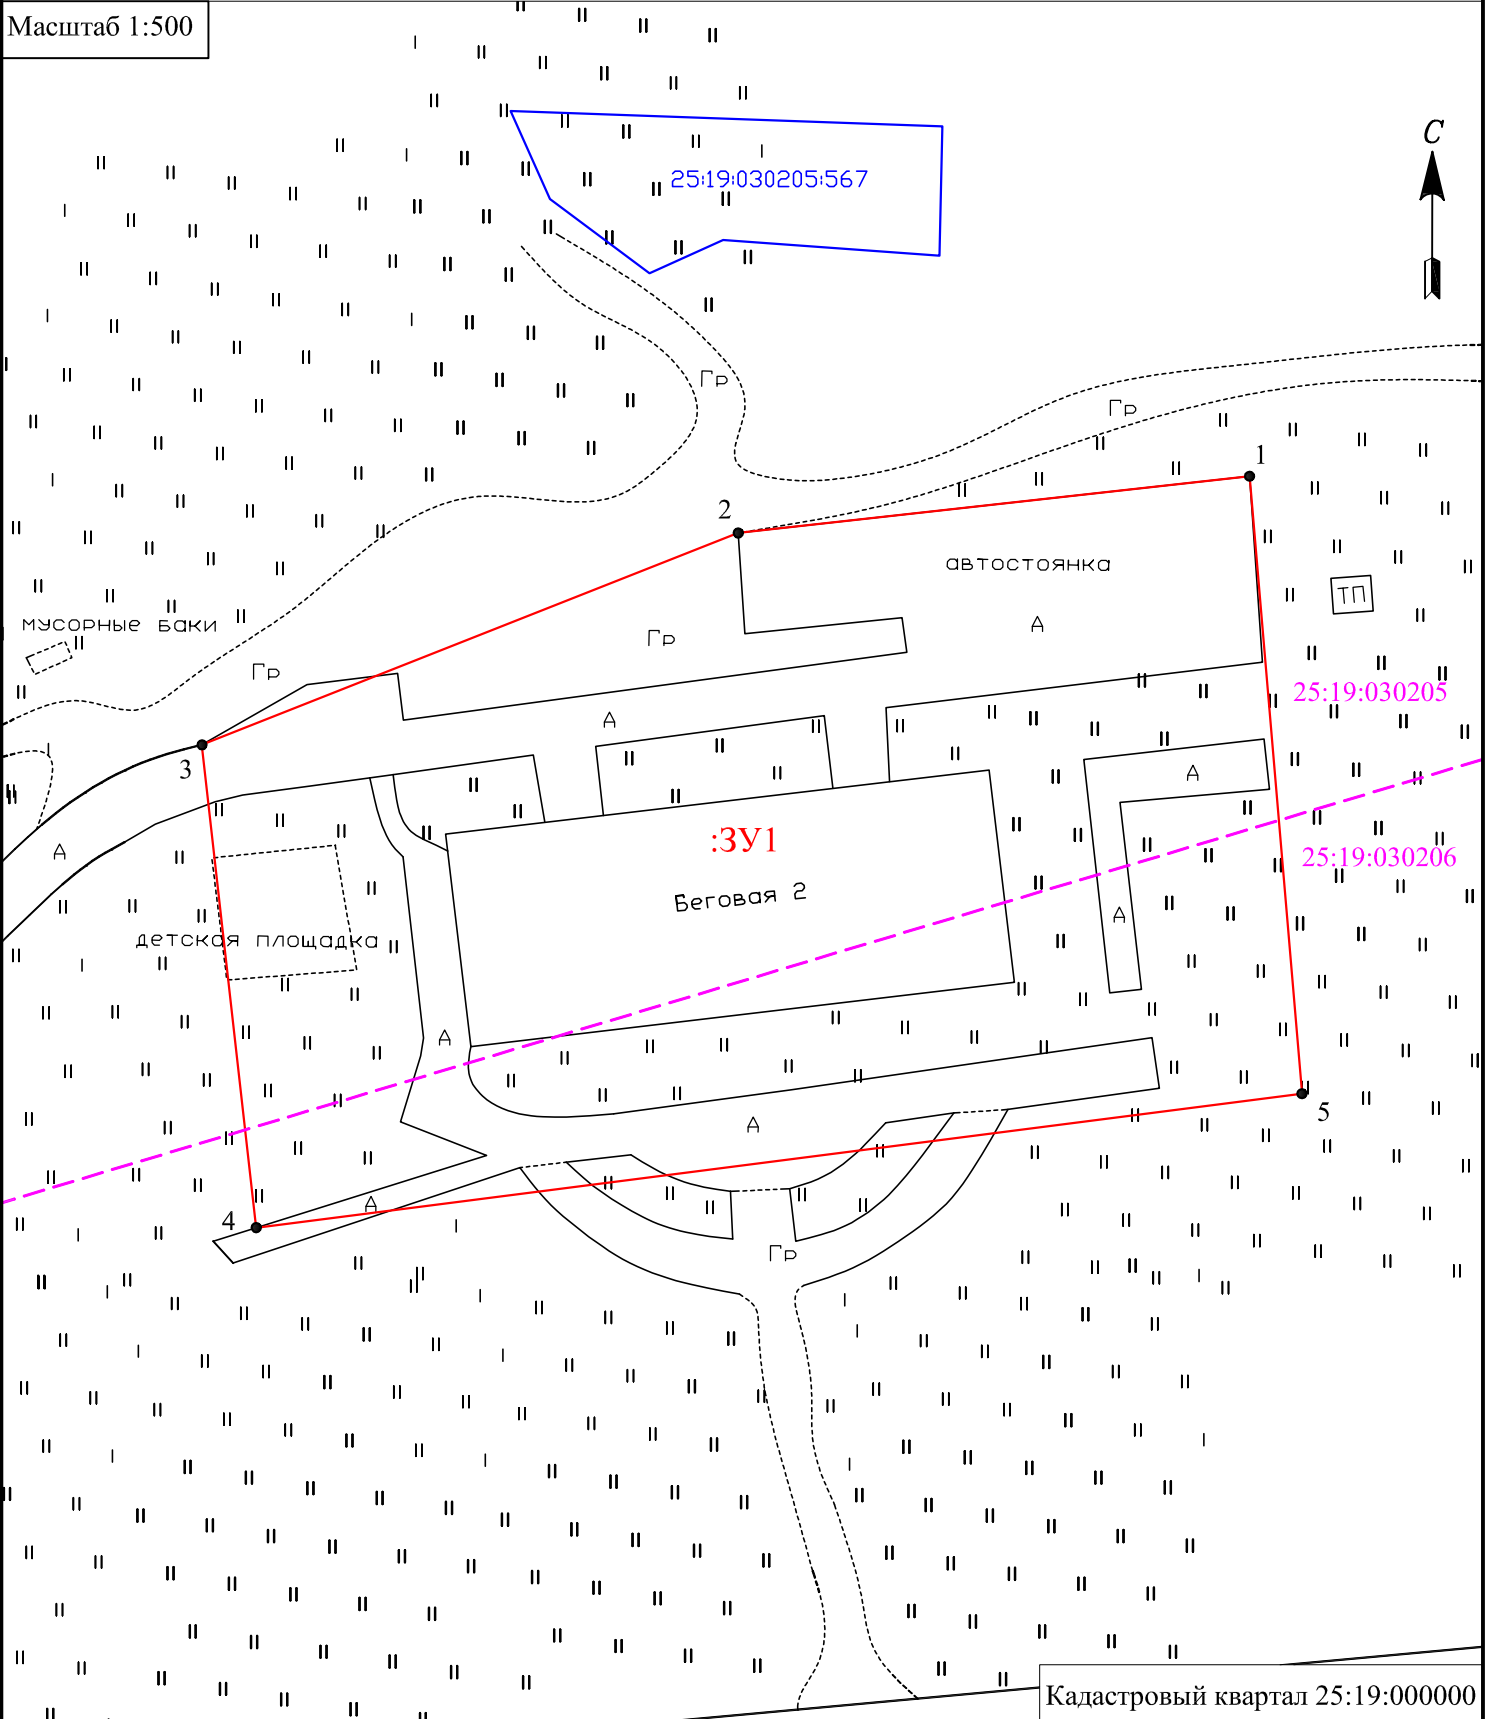 Масштаб 1:500
С
25:19:030205:567
Гр
Гр
1
2
автостоянка
ТП
А
мусорные баки
Гр
Гр
25:19:030205
А
3
А
:ЗУ1
А
25:19:030206
Беговая 2
А
детская площадка
А
5
А
А
4
Гр
Кадастровый квартал 25:19:000000